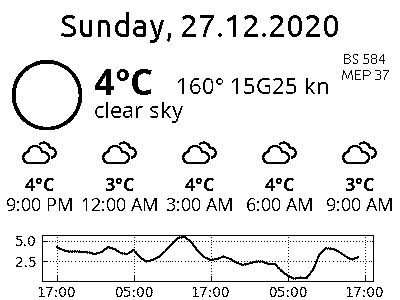 Sunday, 27.12.2020
BS 584
MEP 37
4°C 160° 15G25 kn
clear sky
4°C 3°C 4°C 4°C 3°C
9:00 PM 12:00 AM 3:00 AM 6:00 AM 9:00 AM
5.0
2.5
17:00 05:00 17:00 05:00 17:00